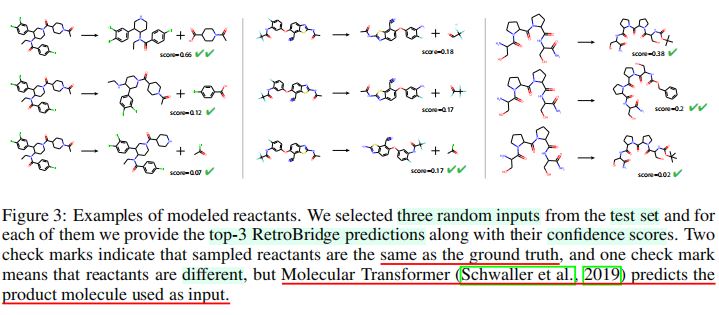 score=0.66 ✓✓
score=0.12 ✓
score=0.07 ✓
score=0.18
score=0.17
score=0.17 ✓✓
score=0.38 ✓
score=0.2 ✓✓
score=0.02 ✓
Figure 3: Examples of modeled reactants. We selected three random inputs from the test set and for
each of them we provide the top-3 RetroBridge predictions along with their confidence scores. Two
check marks indicate that sampled reactants are the same as the ground truth, and one check mark
means that reactants are different, but Molecular Transformer (Schwaller et al., 2019) predicts the
product molecule used as input.